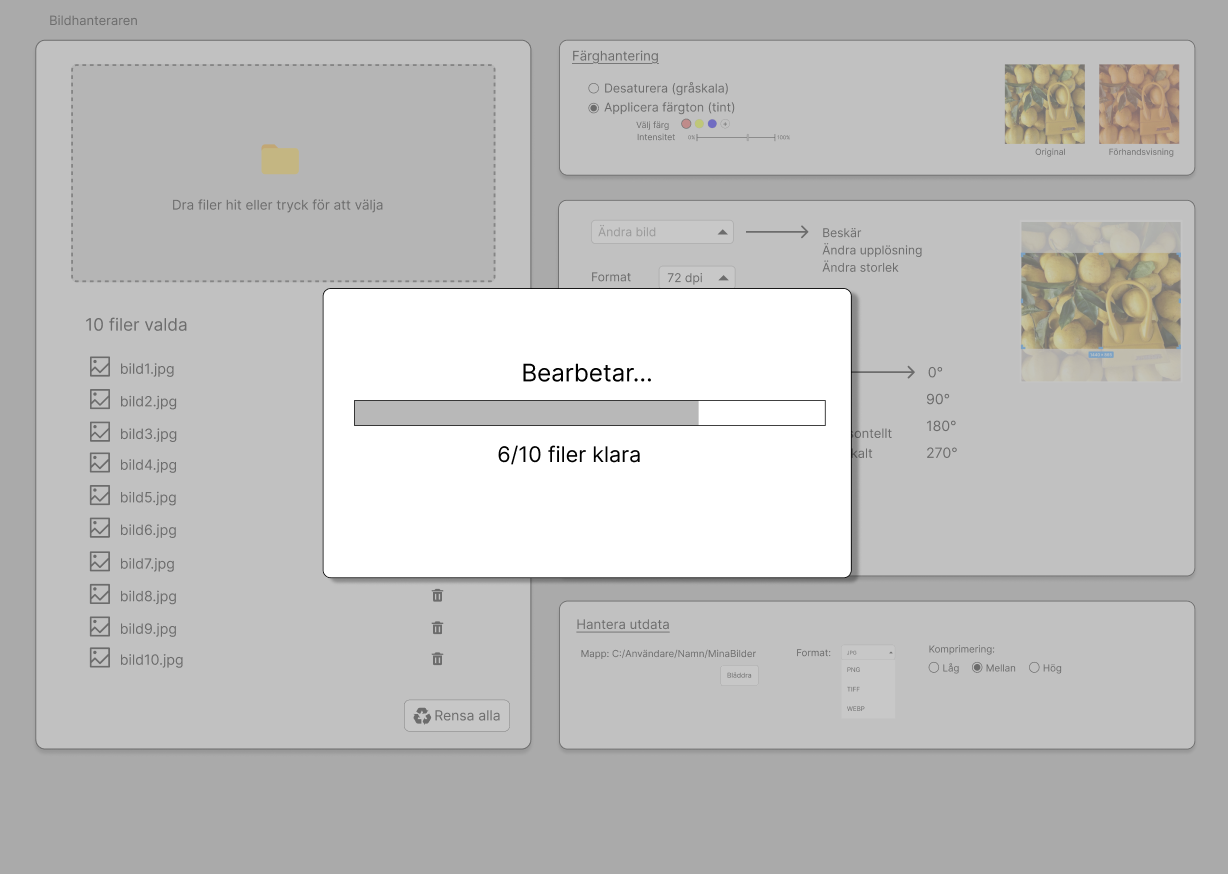 Bildhanteraren
Dra filer hit eller tryck för att välja
10 filer valda
bild1.jpg
bild2.jpg
bild3.jpg
bild4.jpg
bild5.jpg
bild6.jpg
bild7.jpg
bild8.jpg
bild9.jpg
bild10.jpg
Rensa alla
Färghantering
Desaturera (gråskala)
Applicera färgton (tint)
Välj färg
Intensitet 0% 100%
Original
Förhandsvisning
Ändra bild
Beskär
Ändra upplösning
Ändra storlek
Format 72 dpi
0°
90°
180°
270°
sontellt
kalt
Bearbetar...
6/10 filer klara
Hantera utdata
Mapp: C:/Användare/Namn/MinaBilder
Bläddra
Format: JPG
PNG
TIFF
WEBP
Komprimering:
Låg Mellan Hög